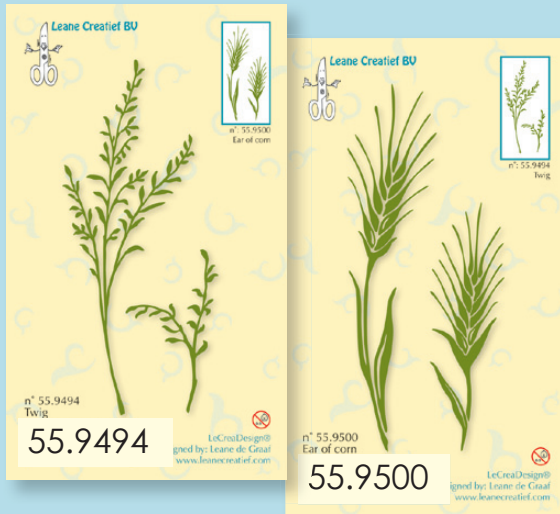 Leane Creatief BV
n°: 55.9500
Ear of corn
n° 55.9494
Twig
55.9494
LeCreaDesign®
gned by: Leane de Graaf
www.leanecreatief.com
Leane Creatief BV
n°: 55.9494
Twig
n° 55.9500
Ear of corn
55.9500
LeCreaDesign®
igned by: Leane de Graaf
www.leanecreatief.com